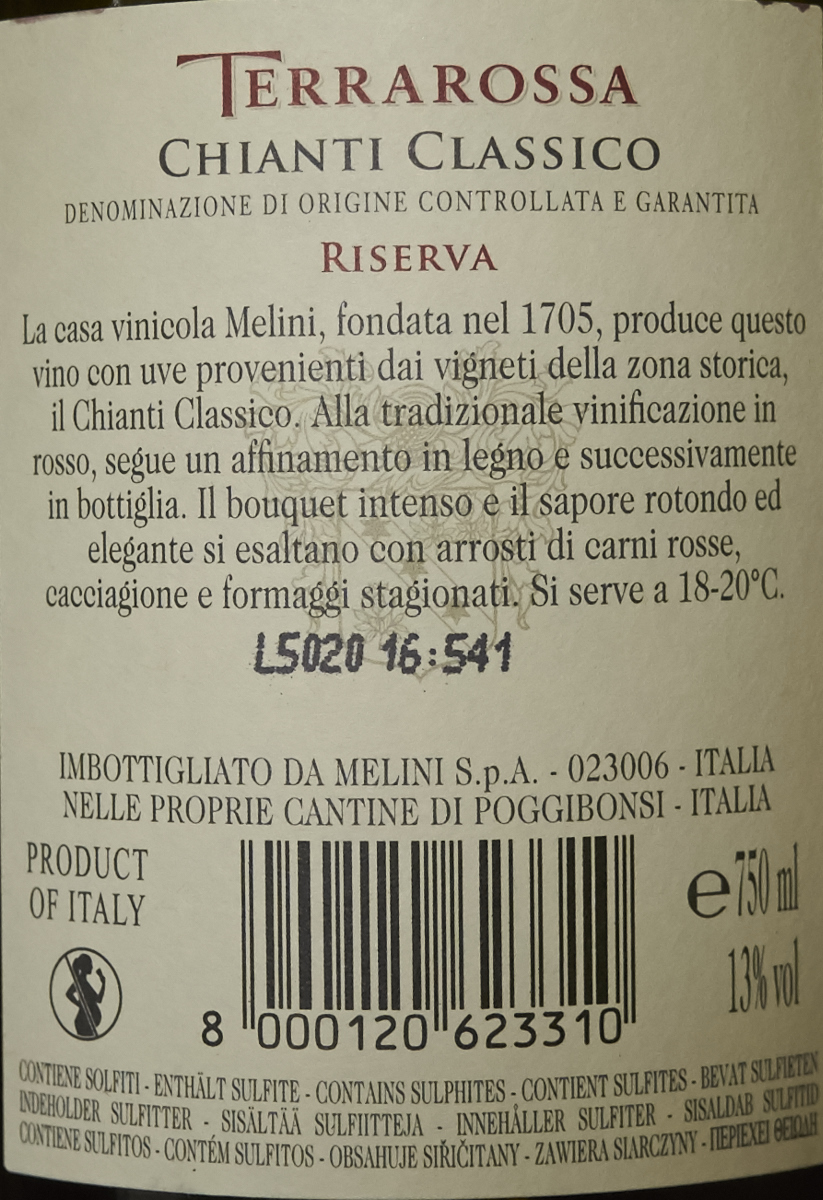 TERRAROSSA
CHIANTI CLASSICO
DENOMINAZIONE DI ORIGINE CONTROLLATA E GARANTITA
RISERVA
La casa vinicola Melini, fondata nel 1705, produce questo
vino con uve provenienti dai vigneti della zona storica,
il Chianti Classico. Alla tradizionale vinificazione in
rosso, segue un affinamento in legno e successivamente
in bottiglia. Il bouquet intenso e il sapore rotondo ed
elegante si esaltano con arrosti di carni rosse,
cacciagione e formaggi stagionati. Si serve a 18-20°C.
L5020 16:541
IMBOTTIGLIATO DA MELINI S.p.A. - 023006 - ITALIA
NELLE PROPRIE CANTINE DI POGGIBONSI - ITALIA
PRODUCT
OF ITALY
e 750 ml
13% vol
8 000120 623310
CONTIENE SOLFITI - ENTHÄLT SULFITE - CONTAINS SULPHITES - CONTIENT SULFITES - BEVAT SULFIETEN
INDEHOLDER SULFITTER - SISÄLTÄÄ SULFIITTEJA - INNEHÅLLER SULFITER - SISALDAB SULFITID
CONTIENE SULFITOS - CONTÉM SULFITOS - OBSAHUJE SIŘIČITANY - ZAWIERA SIARCZYNY - ΠΕΡΙΕΧΕΙ ΘΕΙΩΔΗ